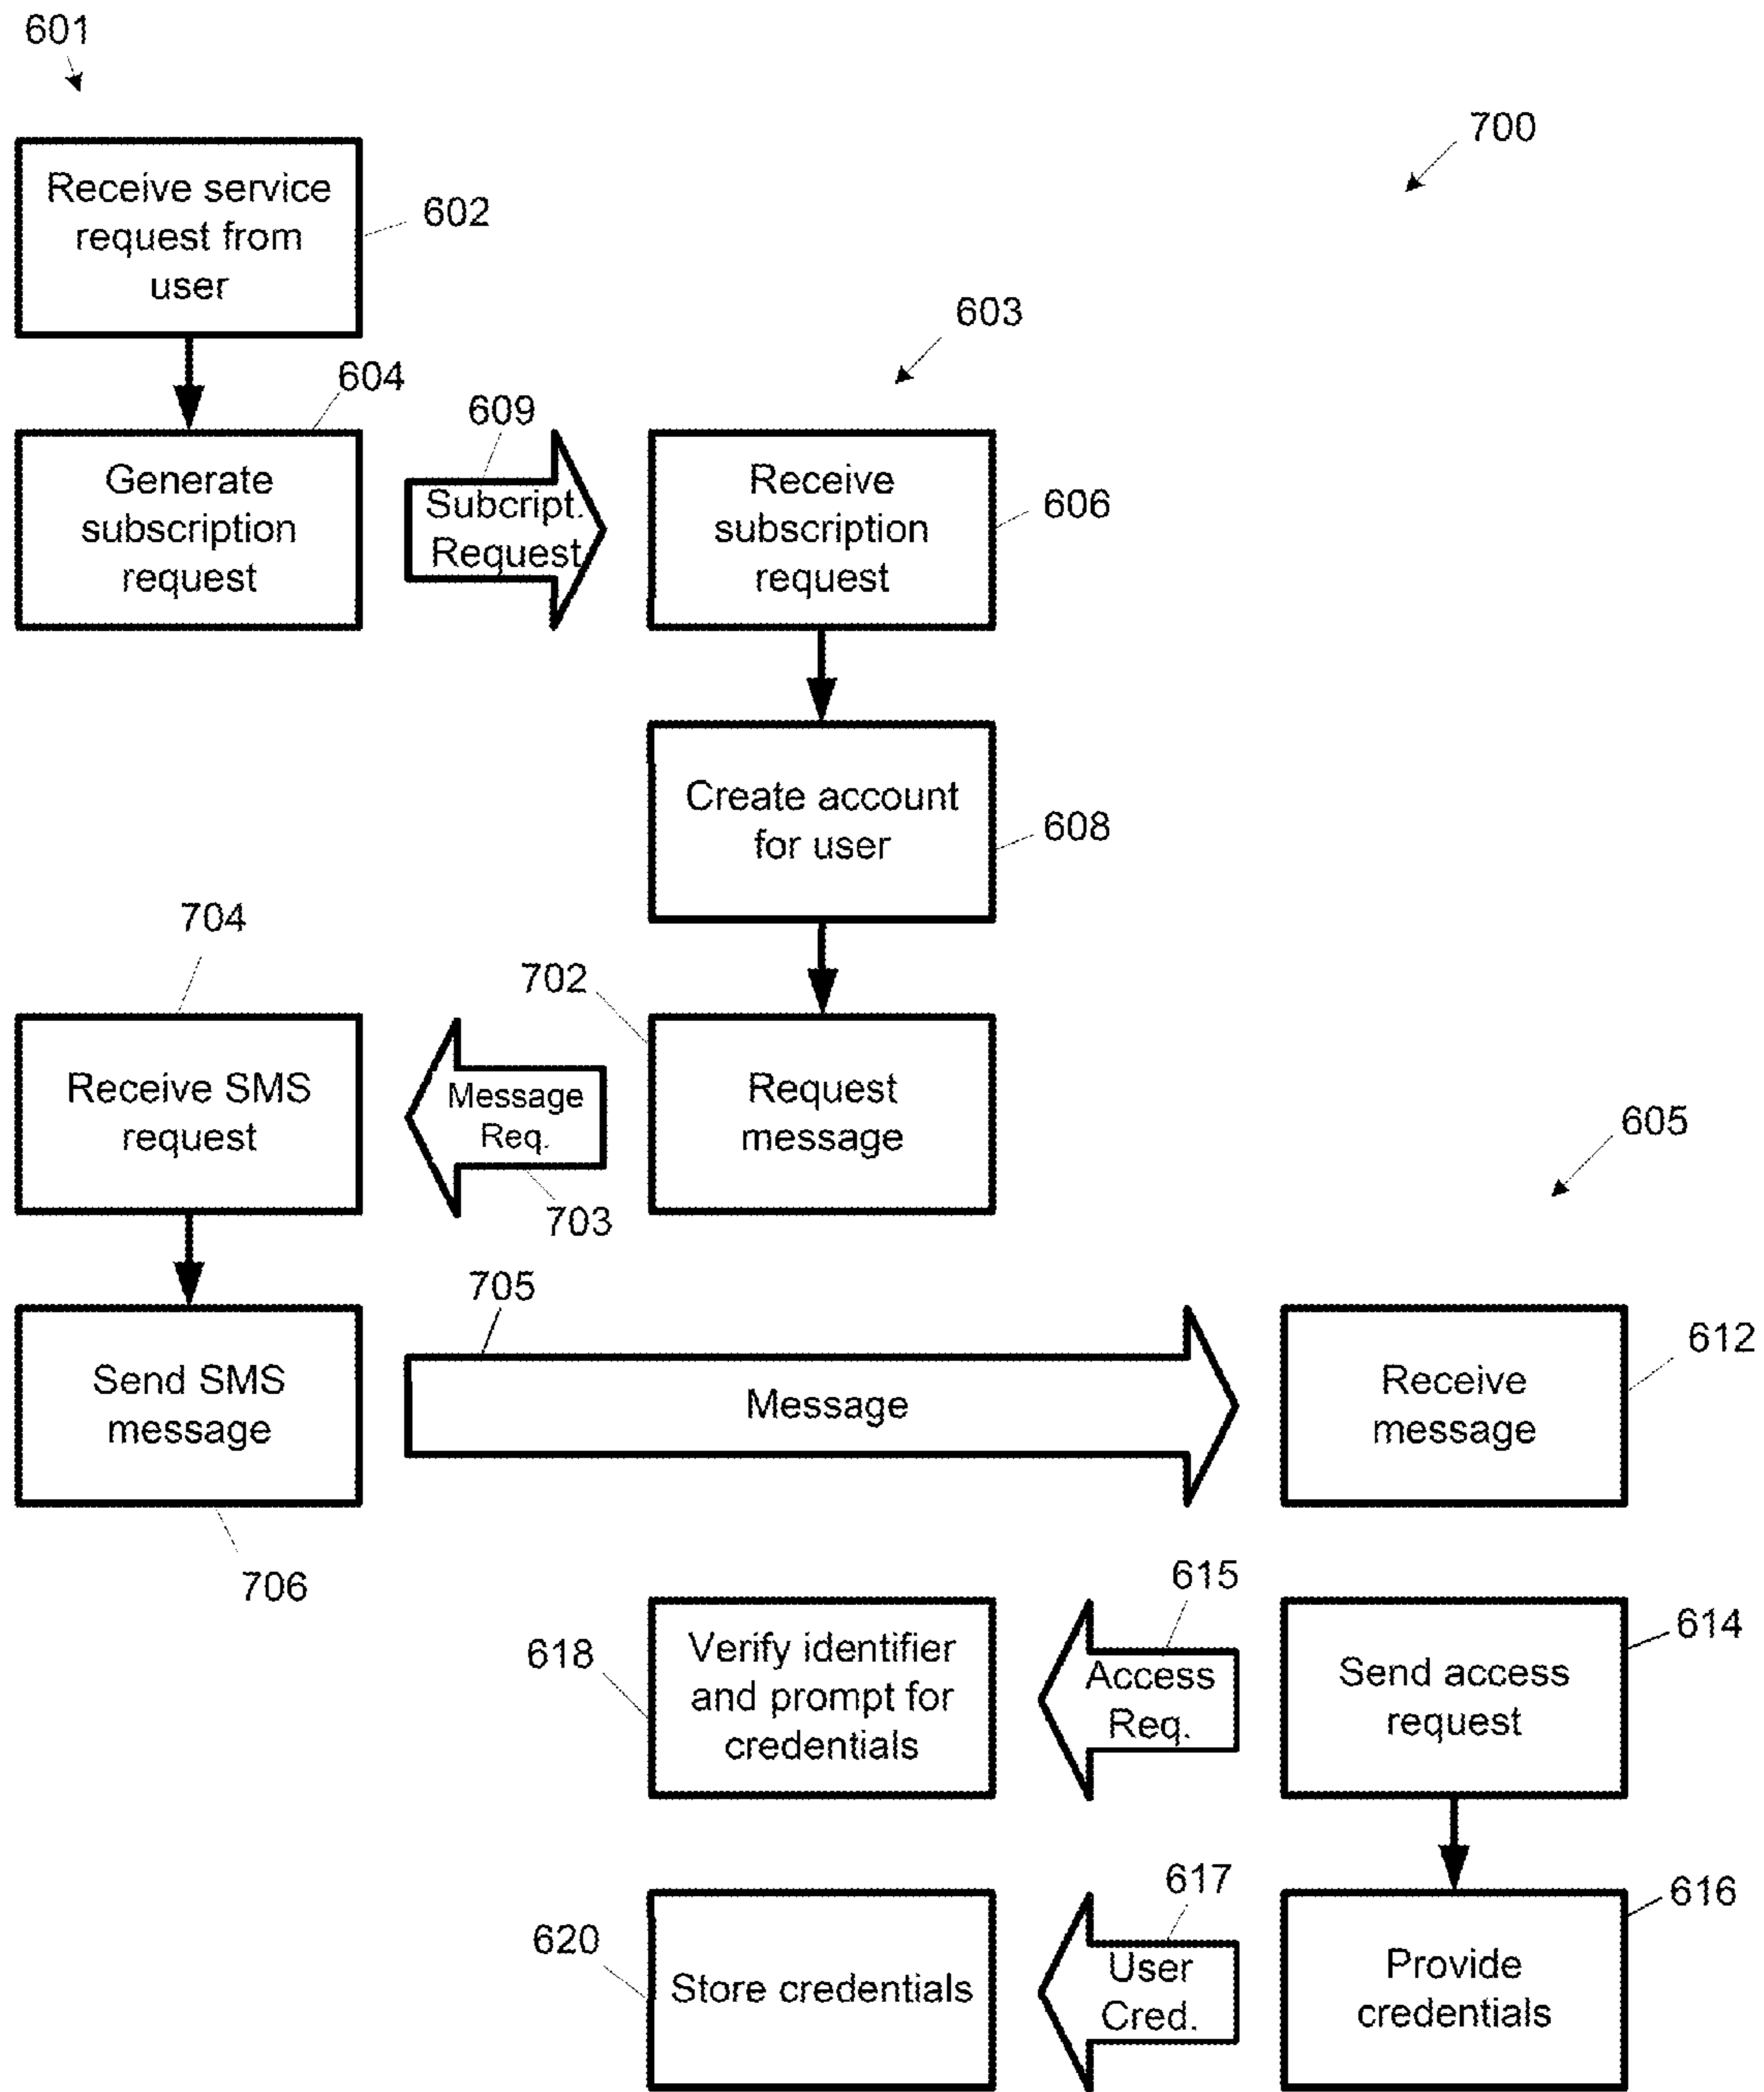 601
700
Receive service
request from
user
602
603
604
609
Generate
subscription
request
Subcript.
Request
Receive
subscription
request
606
Create account
for user
608
704
702
Receive SMS
request
Message
Req.
703
Request
message
605
705
Send SMS
message
706
Message
Receive
message
612
615
614
618
Verify identifier
and prompt for
credentials
Access
Req.
Send access
request
617
616
620
Store credentials
User
Cred.
Provide
credentials